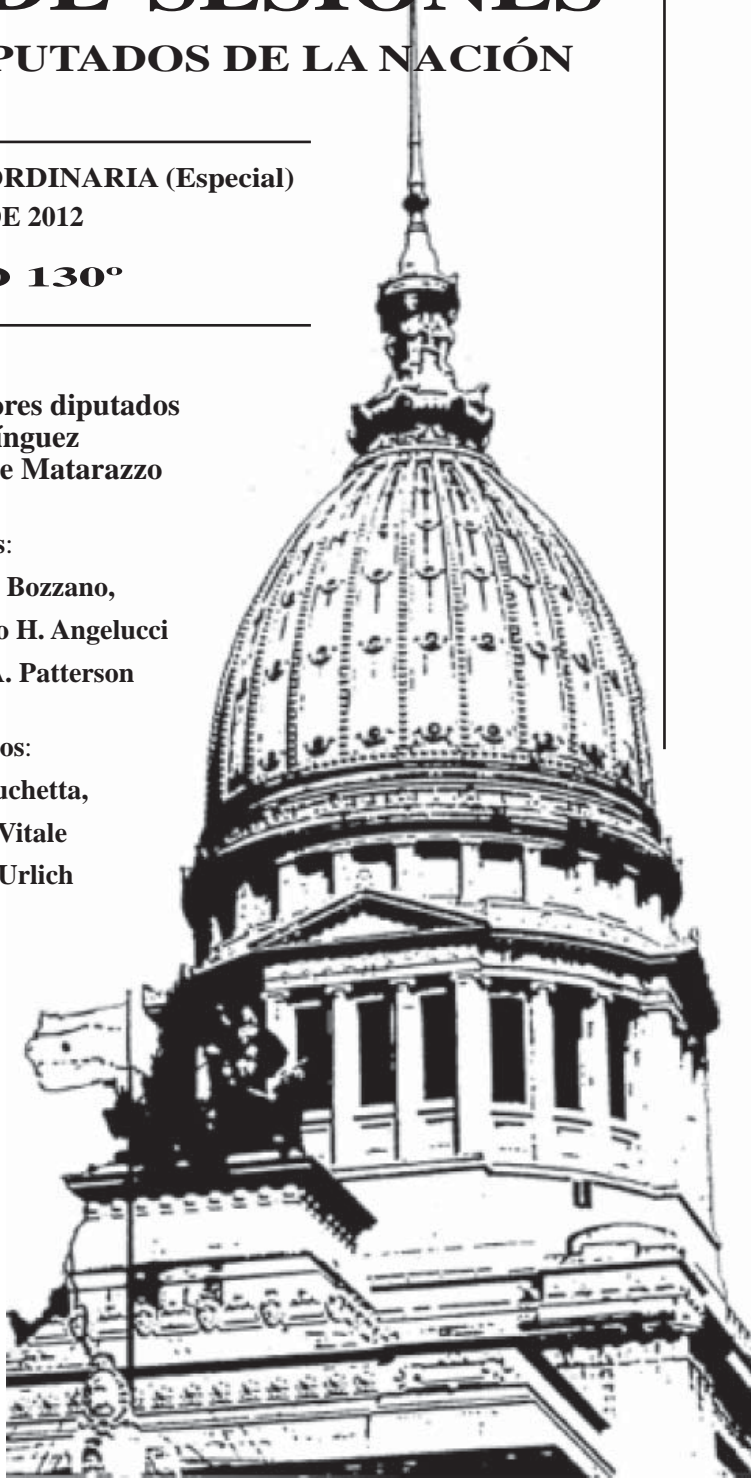 DE SESIONES
PUTADOS DE LA NACIÓN
ORDINARIA (Especial)
DE 2012
O 130º
ores diputados
ínguez
e Matarazzo
s:
Bozzano,
o H. Angelucci
A. Patterson
os:
uchetta,
Vitale
Urlich